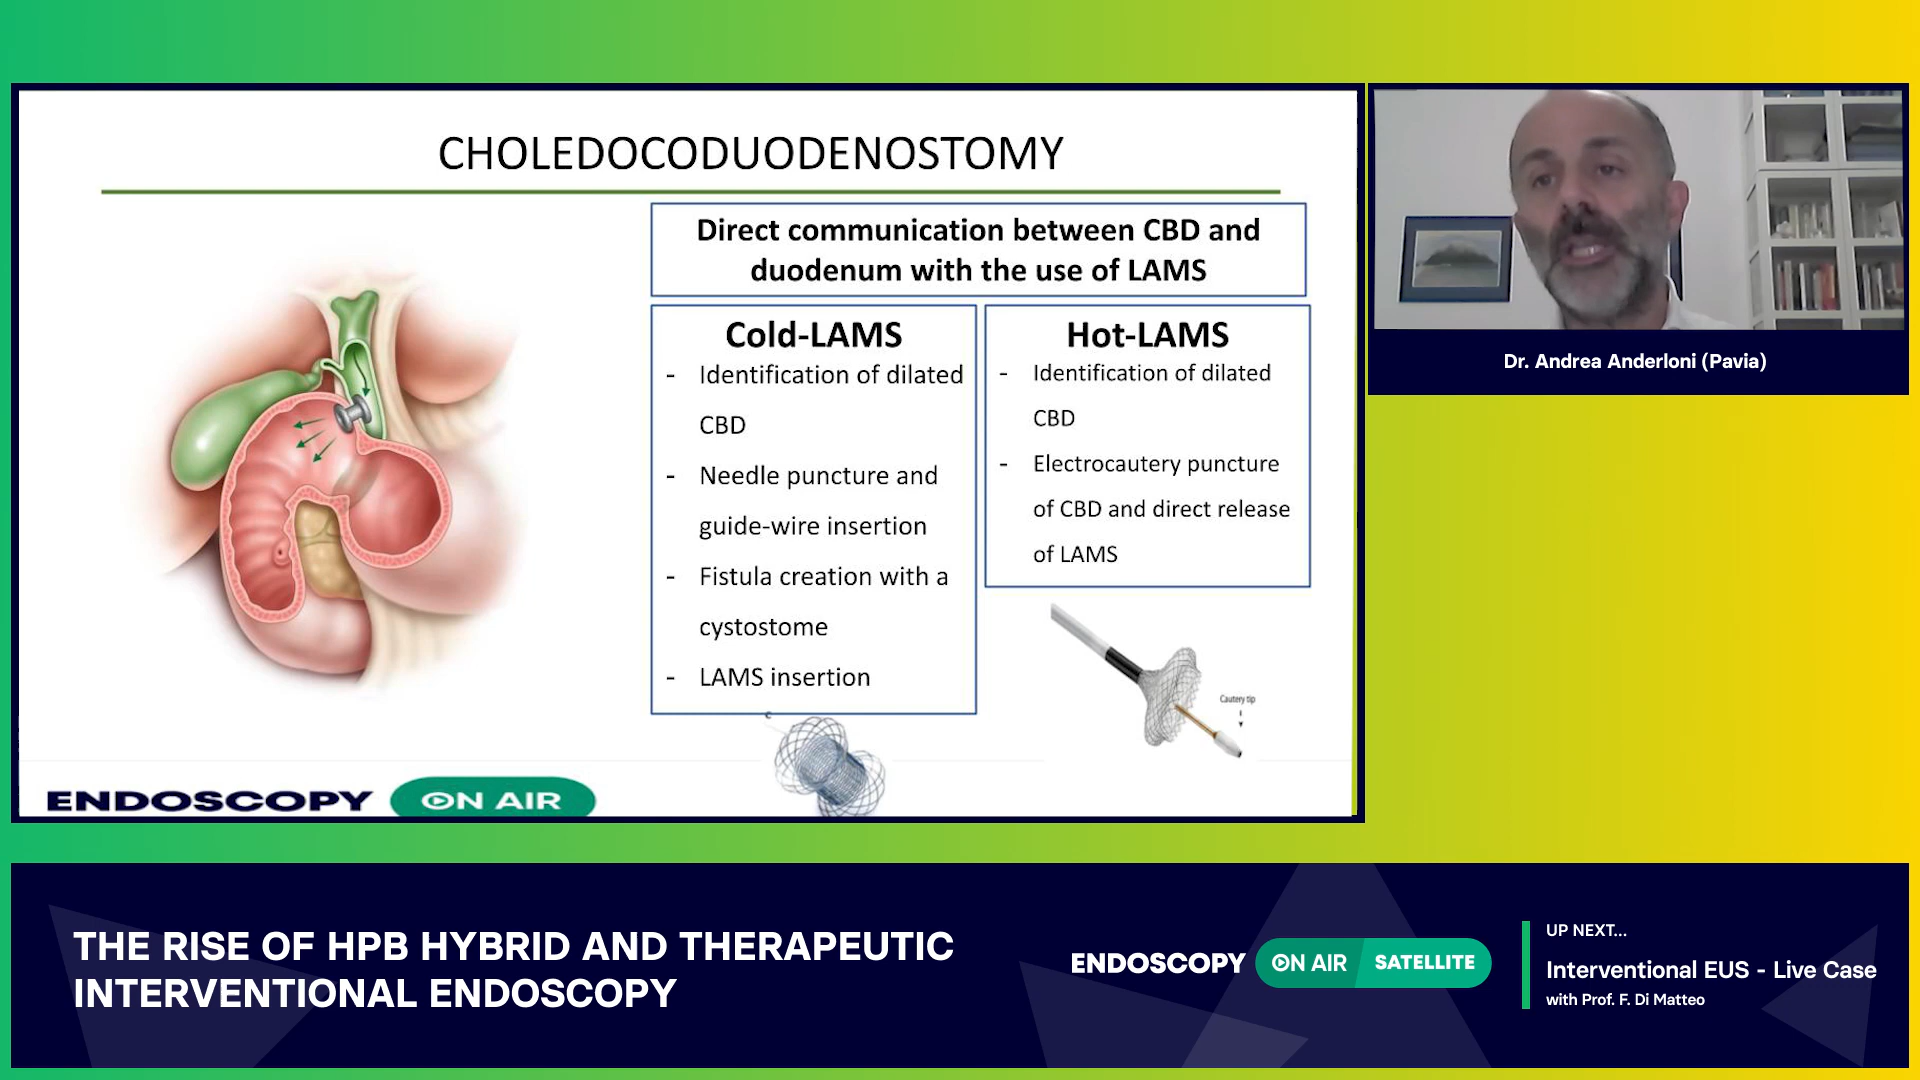 CHOLEDOCODUODENOSTOMY
Direct communication between CBD and
duodenum with the use of LAMS
Cold-LAMS
- Identification of dilated
CBD
- Needle puncture and
guide-wire insertion
- Fistula creation with a
cystostome
- LAMS insertion
Hot-LAMS
- Identification of dilated
CBD
- Electrocautery puncture
of CBD and direct release
of LAMS
c
Cautery tip
ENDOSCOPY ON AIR
Dr. Andrea Anderloni (Pavia)
THE RISE OF HPB HYBRID AND THERAPEUTIC
INTERVENTIONAL ENDOSCOPY
ENDOSCOPY ON AIR SATELLITE
UP NEXT...
Interventional EUS - Live Case
with Prof. F. Di Matteo